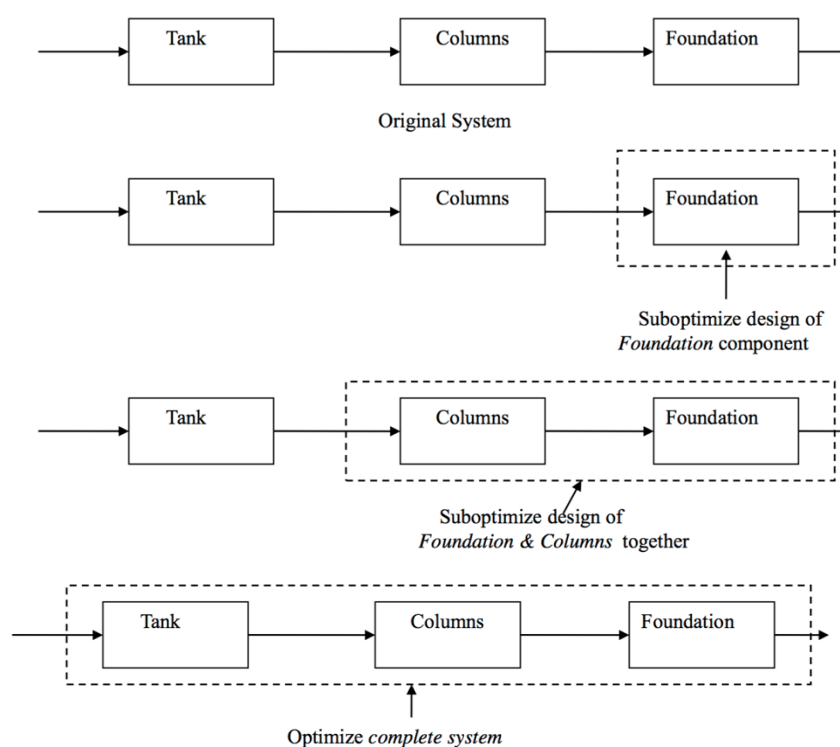 Tank
Columns
Foundation
Original System
Tank
Columns
Foundation
Suboptimize design of
Foundation component
Tank
Columns
Foundation
Suboptimize design of
Foundation & Columns together
Tank
Columns
Foundation
Optimize complete system